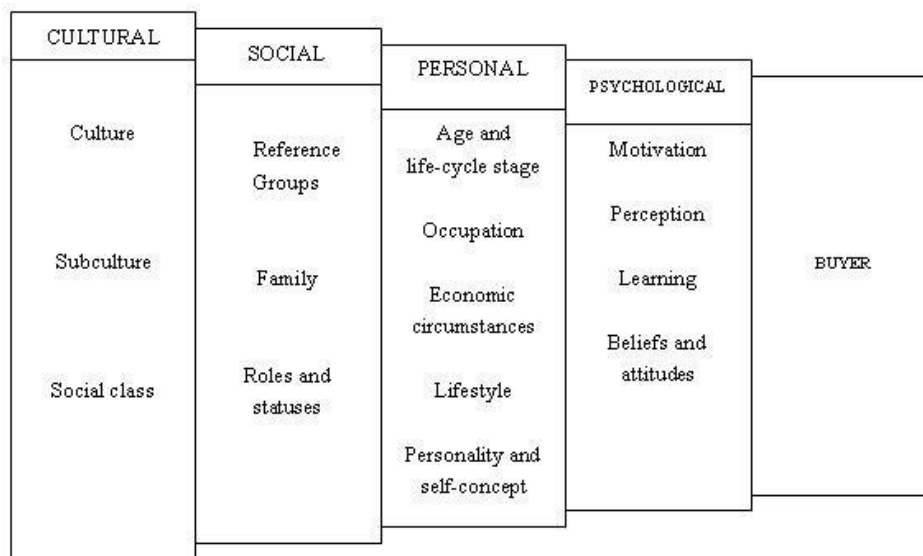 CULTURAL
Culture
Subculture
Social class
SOCIAL
Reference
Groups
Family
Roles and
statuses
PERSONAL
Age and
life-cycle stage
Occupation
Economic
circumstances
Lifestyle
Personality and
self-concept
PSYCHOLOGICAL
Motivation
Perception
Learning
Beliefs and
attitudes
BUYER